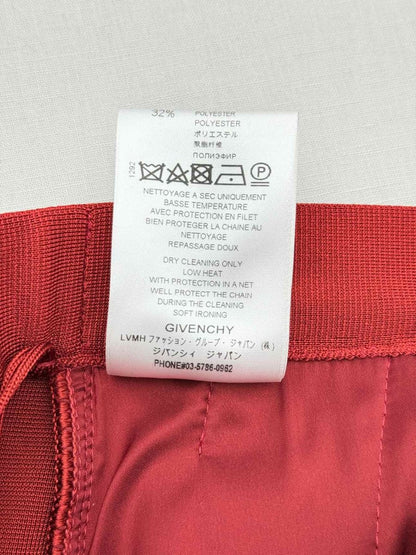 32% POLYESTER
POLYESTER
ポリエステル
聚酯纤维
ПОЛИЭФИР
1292
P
NETTOYAGE A SEC UNIQUEMENT
BASSE TEMPERATURE
AVEC PROTECTION EN FILET
BIEN PROTEGER LA CHAINE AU
NETTOYAGE
REPASSAGE DOUX
DRY CLEANING ONLY
LOW HEAT
WITH PROTECTION IN A NET
WELL PROTECT THE CHAIN
DURING THE CLEANING
SOFT IRONING
GIVENCHY
LVMH ファッション・グループ・ジャパン (株)
ジバンシィ ジャパン
PHONE#03-5786-0962